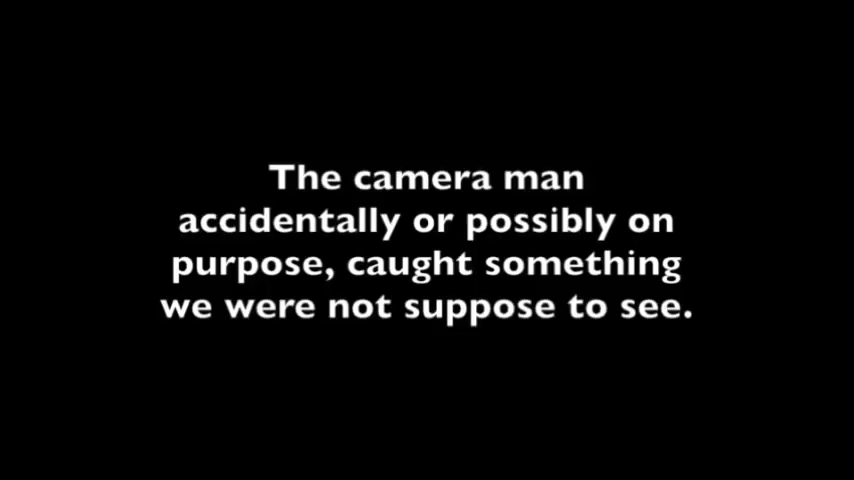 The camera man
accidentally or possibly on
purpose, caught something
we were not suppose to see.